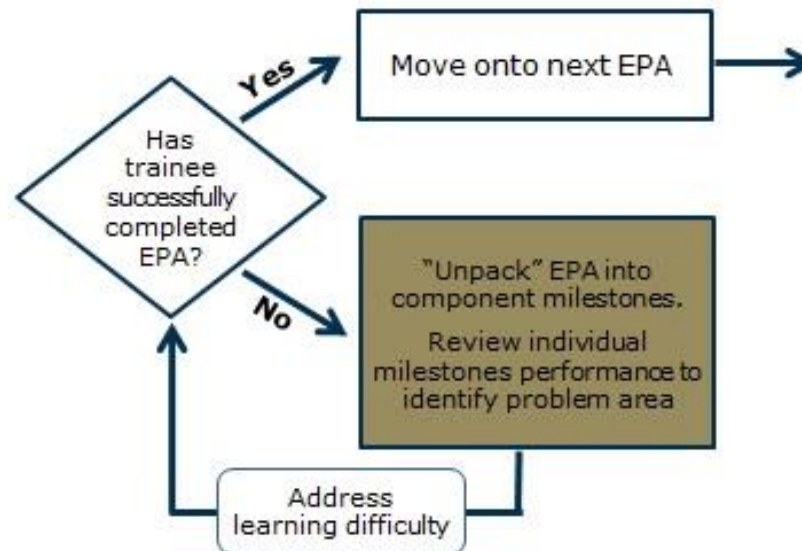 Yes
Move onto next EPA
Has
trainee
successfully
completed
EPA?
No
“Unpack” EPA into
component milestones.
Review individual
milestones performance to
identify problem area
Address
learning difficulty